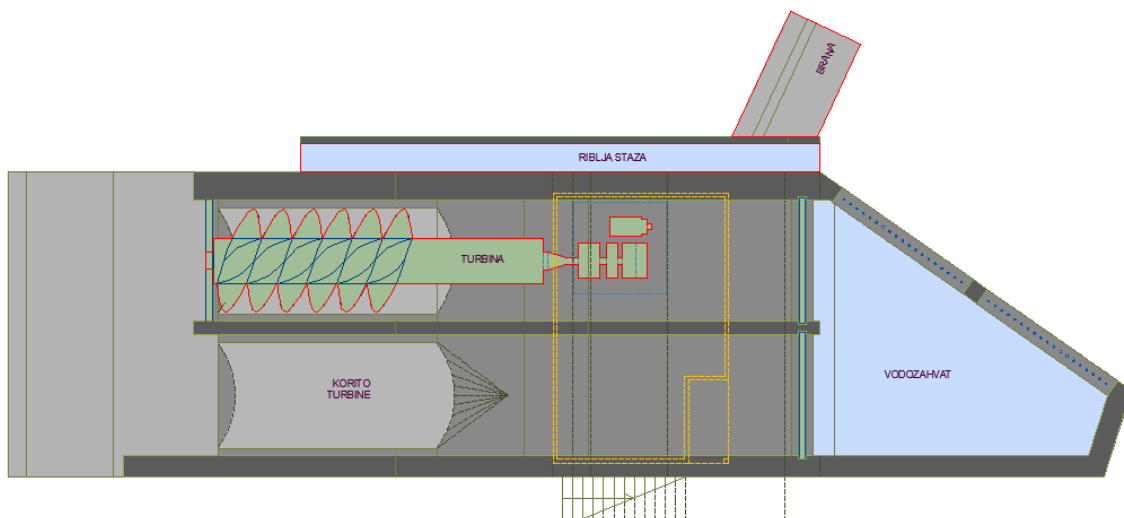 BRANA
RIBLJA STAZA
TURBINA
VODOZAHVAT
KORITO
TURBINE